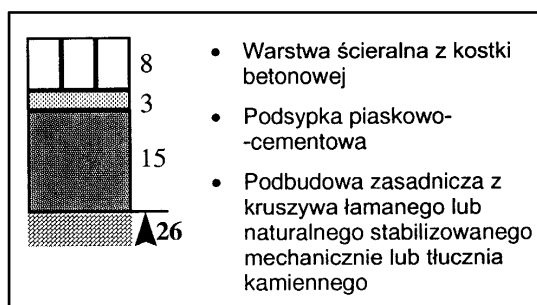 8
3
15
26
• Warstwa ścieralna z kostki
betonowej
• Podsypka piaskowo-
-cementowa
• Podbudowa zasadnicza z
kruszywa łamanego lub
naturalnego stabilizowanego
mechanicznie lub tłucznia
kamiennego